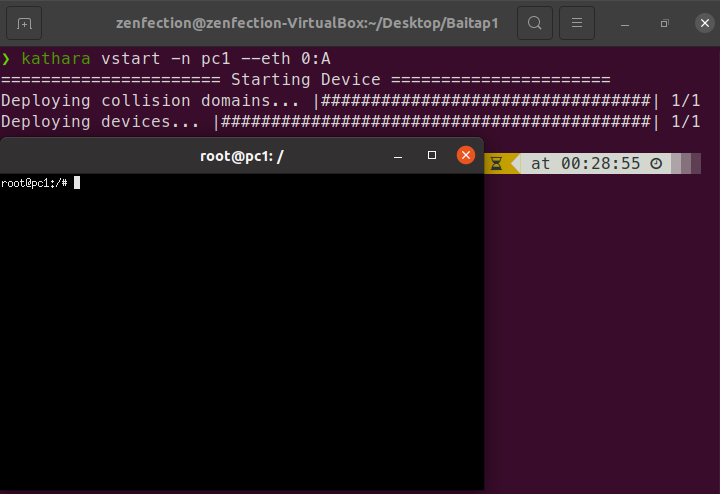 zenfection@zenfection-VirtualBox:~/Desktop/Baitap1
❯ kathara vstart -n pc1 --eth 0:A
====================== Starting Device ======================
Deploying collision domains... |#################################| 1/1
Deploying devices... |###########################################| 1/1
root@pc1: /
at 00:28:55
root@pc1:/#